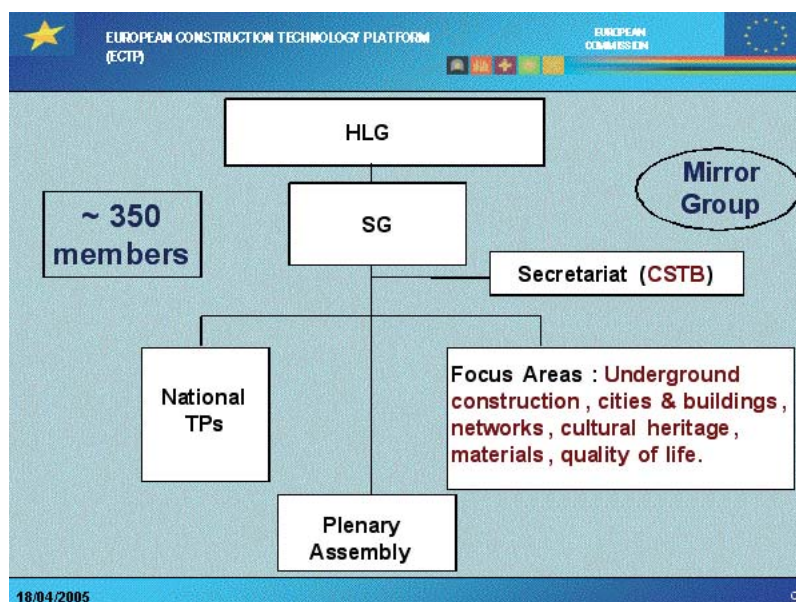 EUROPEAN CONSTRUCTION TECHNOLOGY PLATFORM
(ECTP)
EUROPEAN
COMMISSION
HLG
Mirror
Group
~ 350
members
SG
Secretariat (CSTB)
National
TPs
Focus Areas : Underground
construction , cities & buildings ,
networks , cultural heritage ,
materials , quality of life.
Plenary
Assembly
18/04/2005